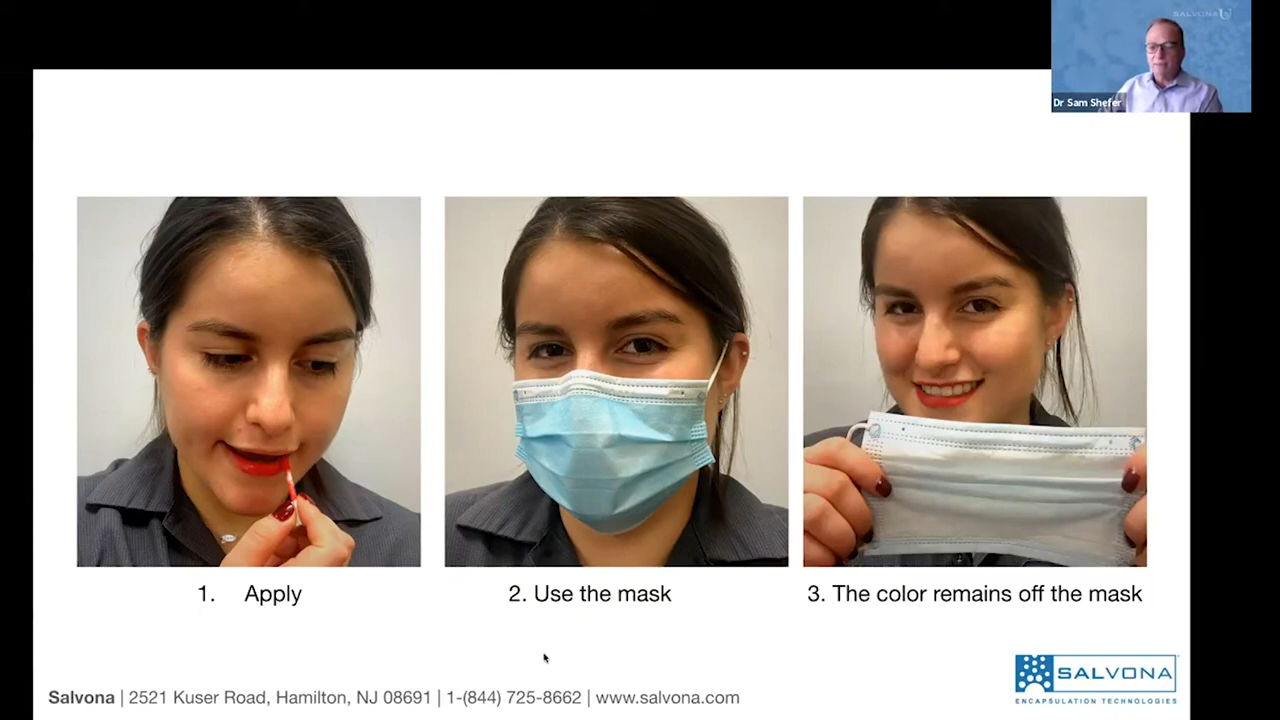 SALVONA
Dr Sam Shefer
1. Apply
2. Use the mask
3. The color remains off the mask
Salvona | 2521 Kuser Road, Hamilton, NJ 08691 | 1-(844) 725-8662 | www.salvona.com
SALVONA
ENCAPSULATION TECHNOLOGIES